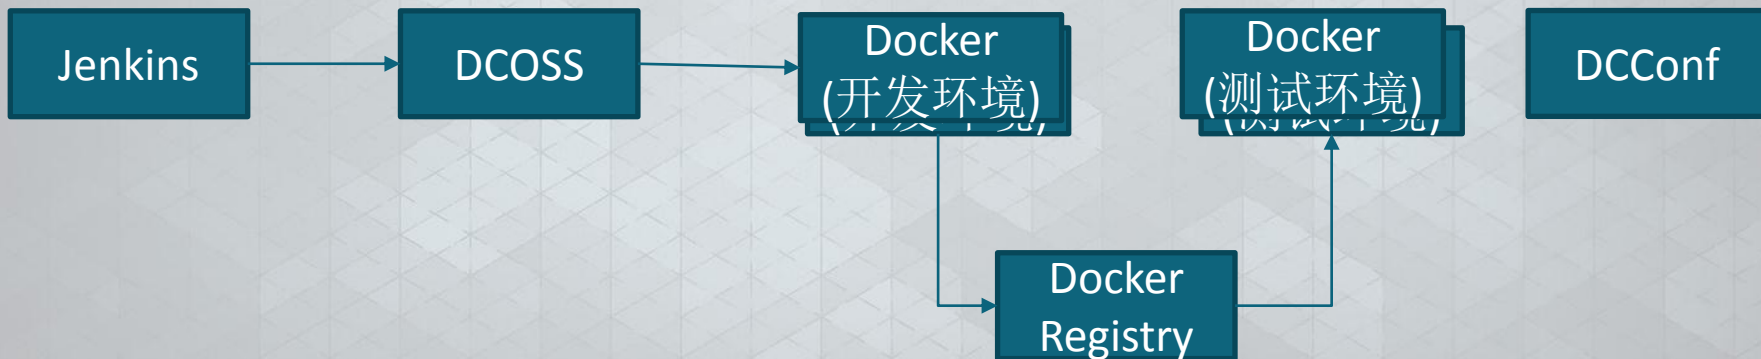 Jenkins
DCOSS
Docker
(开发环境)
Docker
(测试环境)
DCConf
Docker
Registry